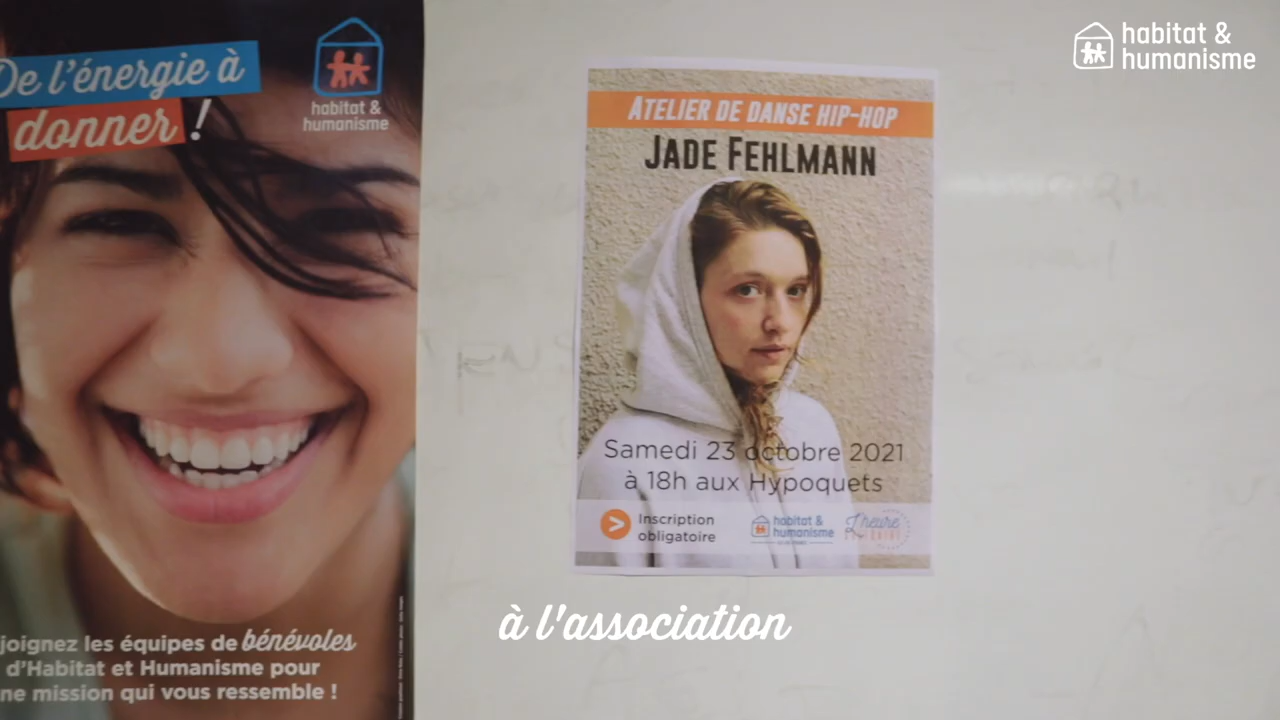 De l'énergie à
donner !
habitat &
humanisme
joignez les équipes de bénévoles
d'Habitat et Humanisme pour
ne mission qui vous ressemble !
ATELIER DE DANSE HIP-HOP
JADE FEHLMANN
Samedi 23 octobre 2021
à 18h aux Hypoquets
Inscription
obligatoire
habitat &
humanisme
L'heure
habitat &
humanisme
à l'association